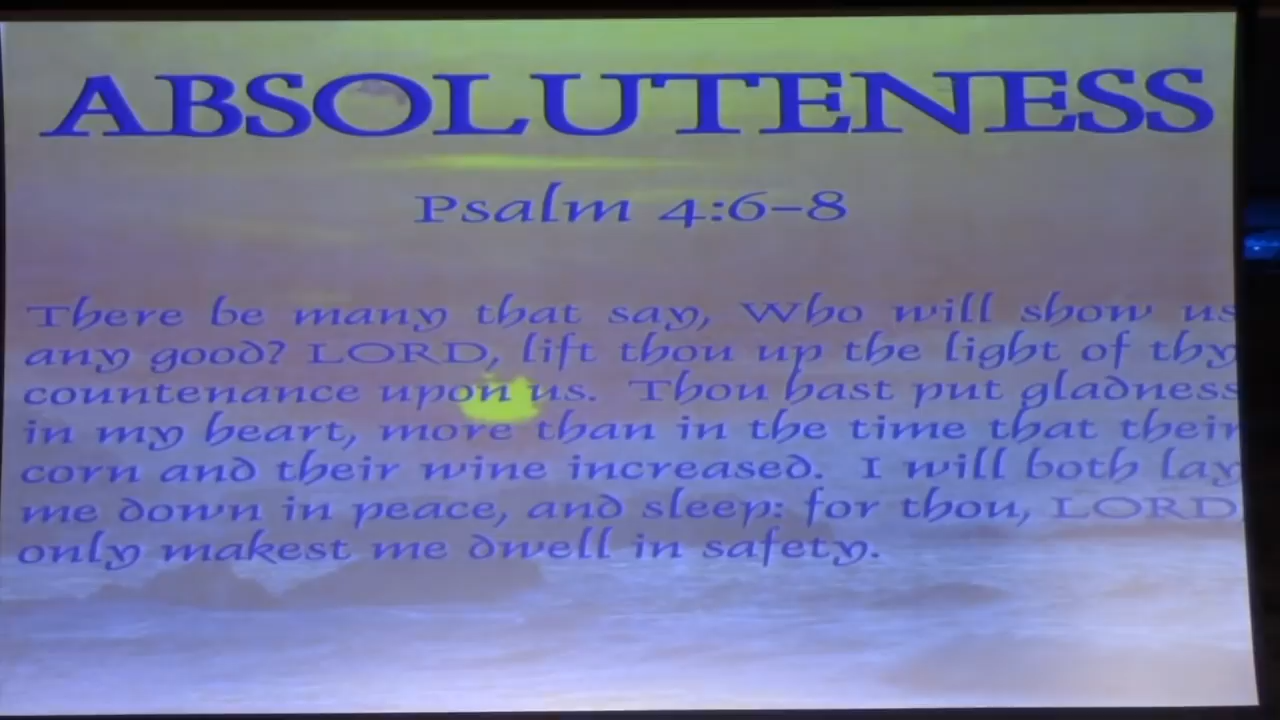 ABSOLUTENESS
Psalm 4:6-8
There be many that say, Who will show us
any good? LORD, lift thou up the light of thy
countenance upon us. Thou hast put gladness
in my heart, more than in the time that their
corn and their wine increased. I will both lay
me down in peace, and sleep: for thou, LORD,
only makest me dwell in safety.